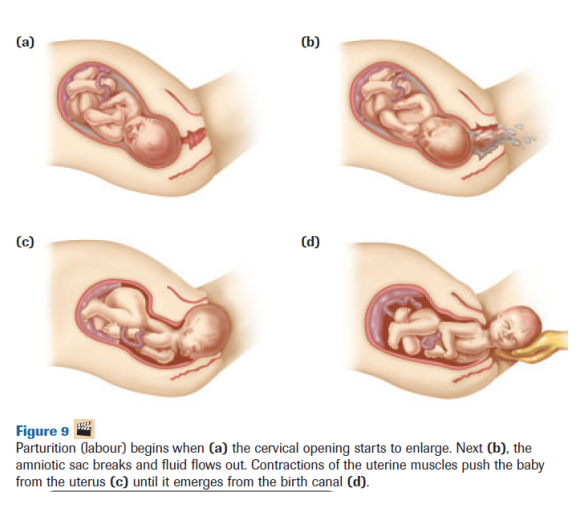 (a) (b)
(c) (d)
Figure 9
Parturition (labour) begins when (a) the cervical opening starts to enlarge. Next (b), the
amniotic sac breaks and fluid flows out. Contractions of the uterine muscles push the baby
from the uterus (c) until it emerges from the birth canal (d).